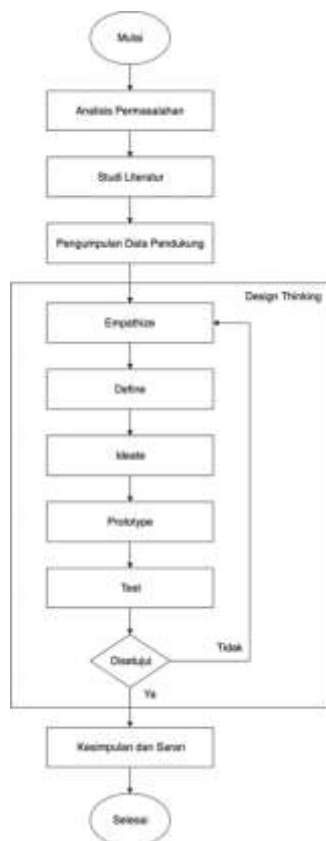 Mulai
Analisis Permasalahan
Studi Literatur
Pengumpulan Data Pendukung
Design Thinking
Empathize
Define
Ideate
Prototype
Test
Disetujui
Tidak
Ya
Kesimpulan dan Saran
Selesai